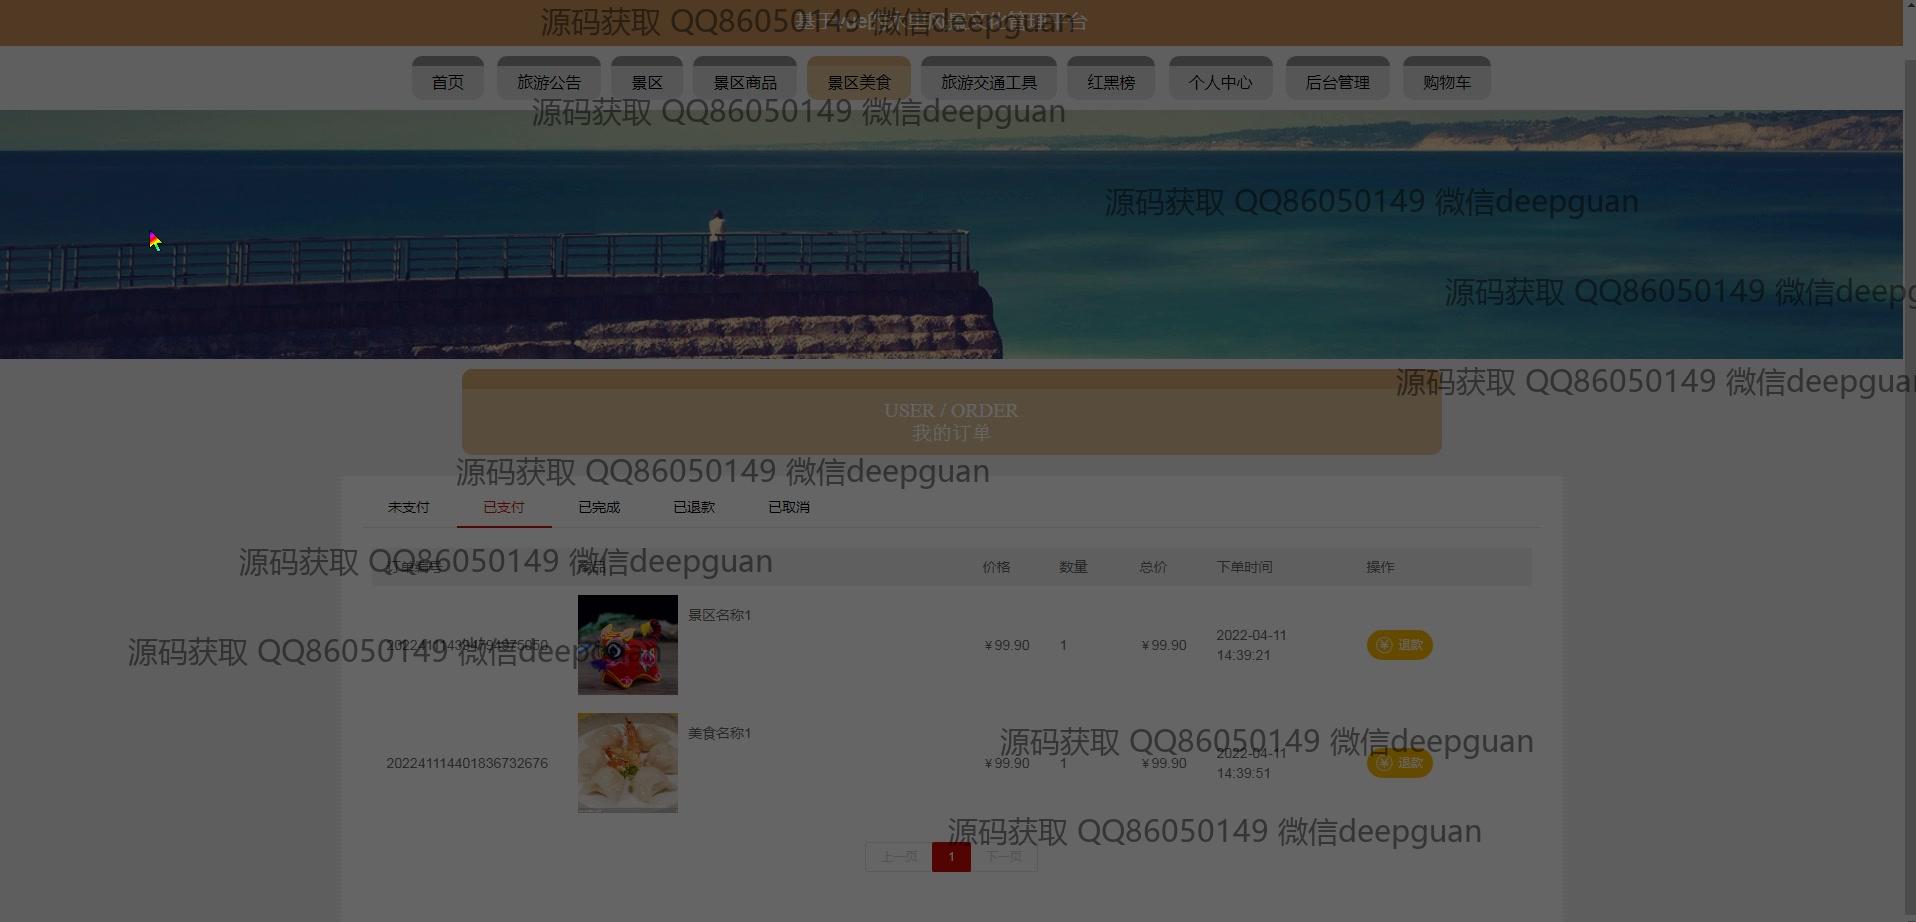 源码获取 QQ86050149 微信deepguan
首页 旅游公告 景区 景区商品 景区美食 旅游交通工具 红黑榜 个人中心 后台管理 购物车
源码获取 QQ86050149 微信deepguan
源码获取 QQ86050149 微信deepguan
源码获取 QQ86050149 微信deep
源码获取 QQ86050149 微信deepguan
USER / ORDER
我的订单
源码获取 QQ86050149 微信deepguan
未支付 已支付 已完成 已退款 已取消
源码获取 QQ86050149 微信deepguan
订单编号 价格 数量 总价 下单时间 操作
景区名称1
源码获取 QQ86050149 微信deepguan
￥99.90 1 ￥99.90 2022-04-11
14:39:21
退款
美食名称1
源码获取 QQ86050149 微信deepguan
202241114401836732676 ￥99.90 1 ￥99.90 2022-04-11
14:39:51
退款
源码获取 QQ86050149 微信deepguan
上一页 1 下一页